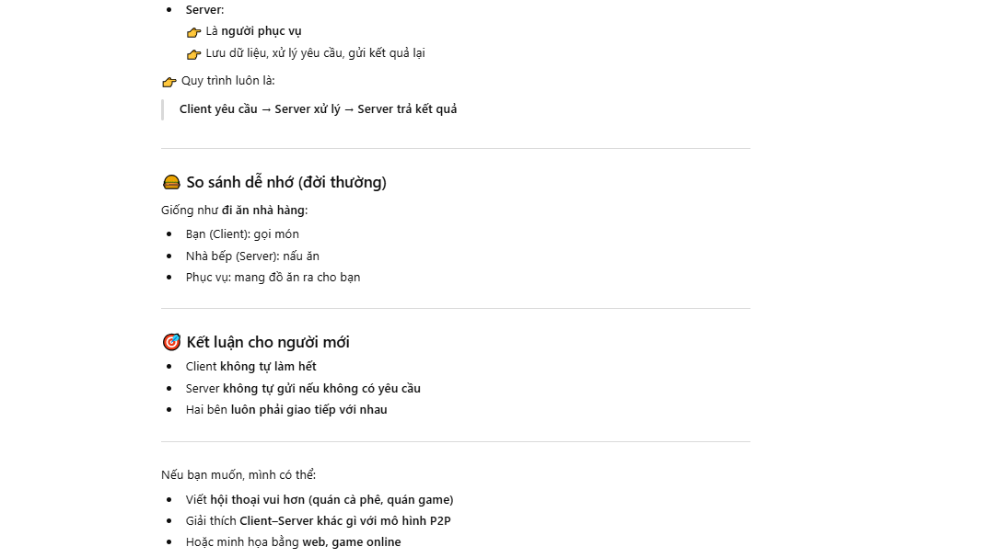 Server:
👉 Là người phục vụ
👉 Lưu dữ liệu, xử lý yêu cầu, gửi kết quả lại
👉 Quy trình luôn là:
Client yêu cầu → Server xử lý → Server trả kết quả
🍔 So sánh dễ nhớ (đời thường)
Giống như đi ăn nhà hàng:
Bạn (Client): gọi món
Nhà bếp (Server): nấu ăn
Phục vụ: mang đồ ăn ra cho bạn
🎯 Kết luận cho người mới
Client không tự làm hết
Server không tự gửi nếu không có yêu cầu
Hai bên luôn phải giao tiếp với nhau
Nếu bạn muốn, mình có thể:
Viết hội thoại vui hơn (quán cà phê, quán game)
Giải thích Client–Server khác gì với mô hình P2P
Hoặc minh họa bằng web, game online